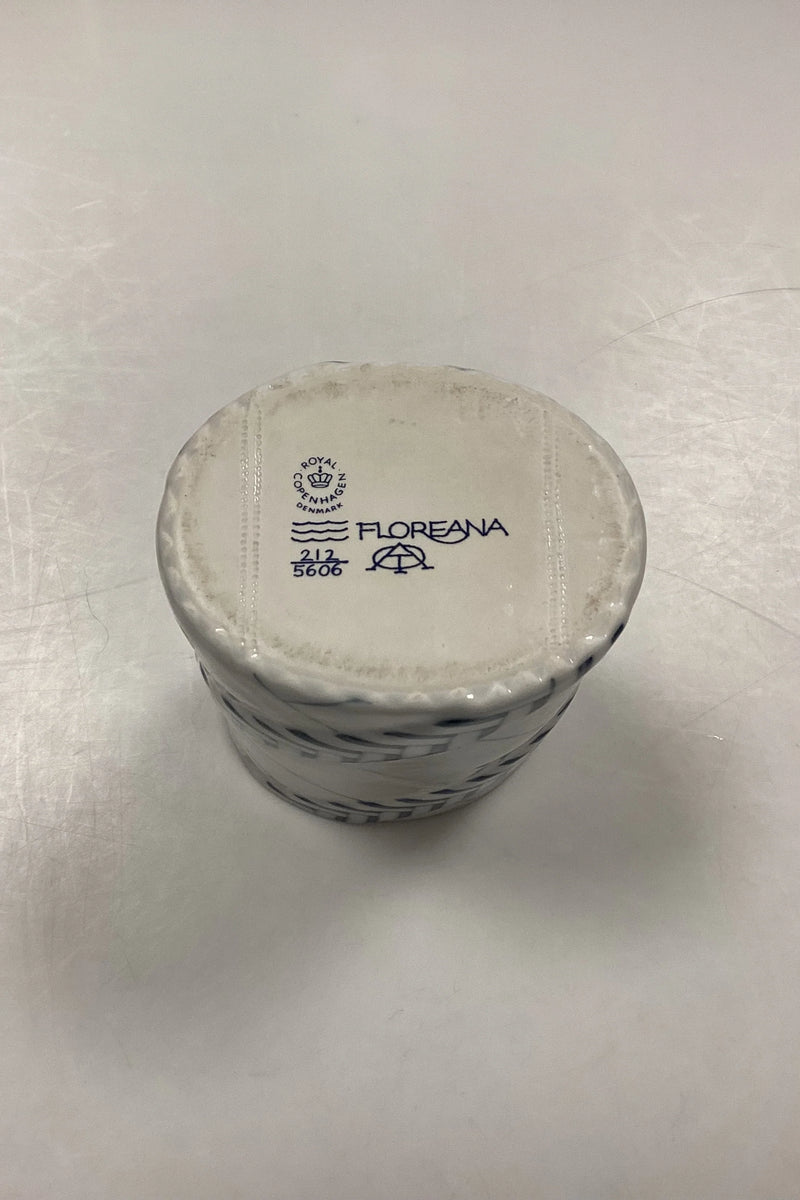 ROYAL
COPENHAGEN
DENMARK
FLOREANA
212
5606